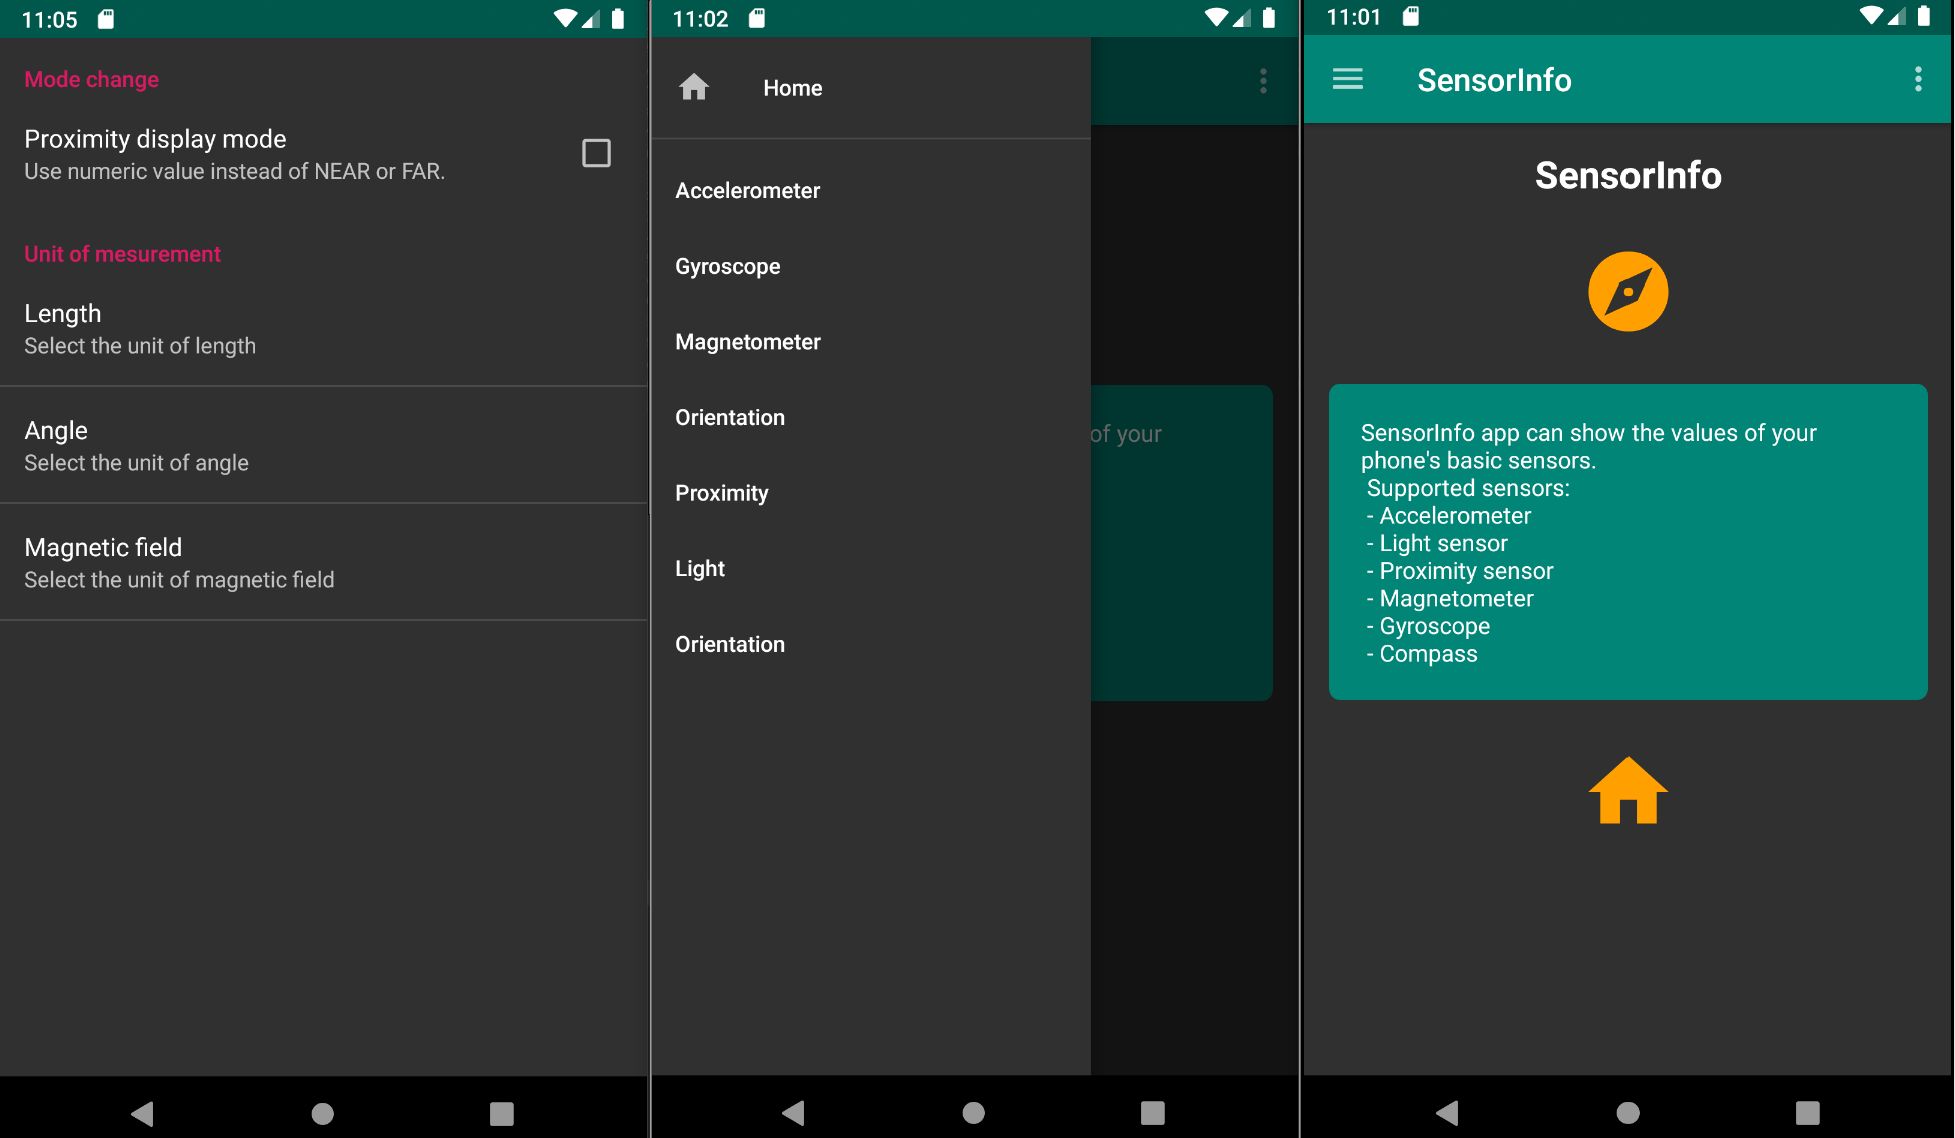 11:05
Mode change
Proximity display mode
Use numeric value instead of NEAR or FAR.
Unit of mesurement
Length
Select the unit of length
Angle
Select the unit of angle
Magnetic field
Select the unit of magnetic field
11:02
Home
Accelerometer
Gyroscope
Magnetometer
Orientation
Proximity
Light
Orientation
of your
11:01
SensorInfo
SensorInfo
SensorInfo app can show the values of your
phone's basic sensors.
Supported sensors:
- Accelerometer
- Light sensor
- Proximity sensor
- Magnetometer
- Gyroscope
- Compass